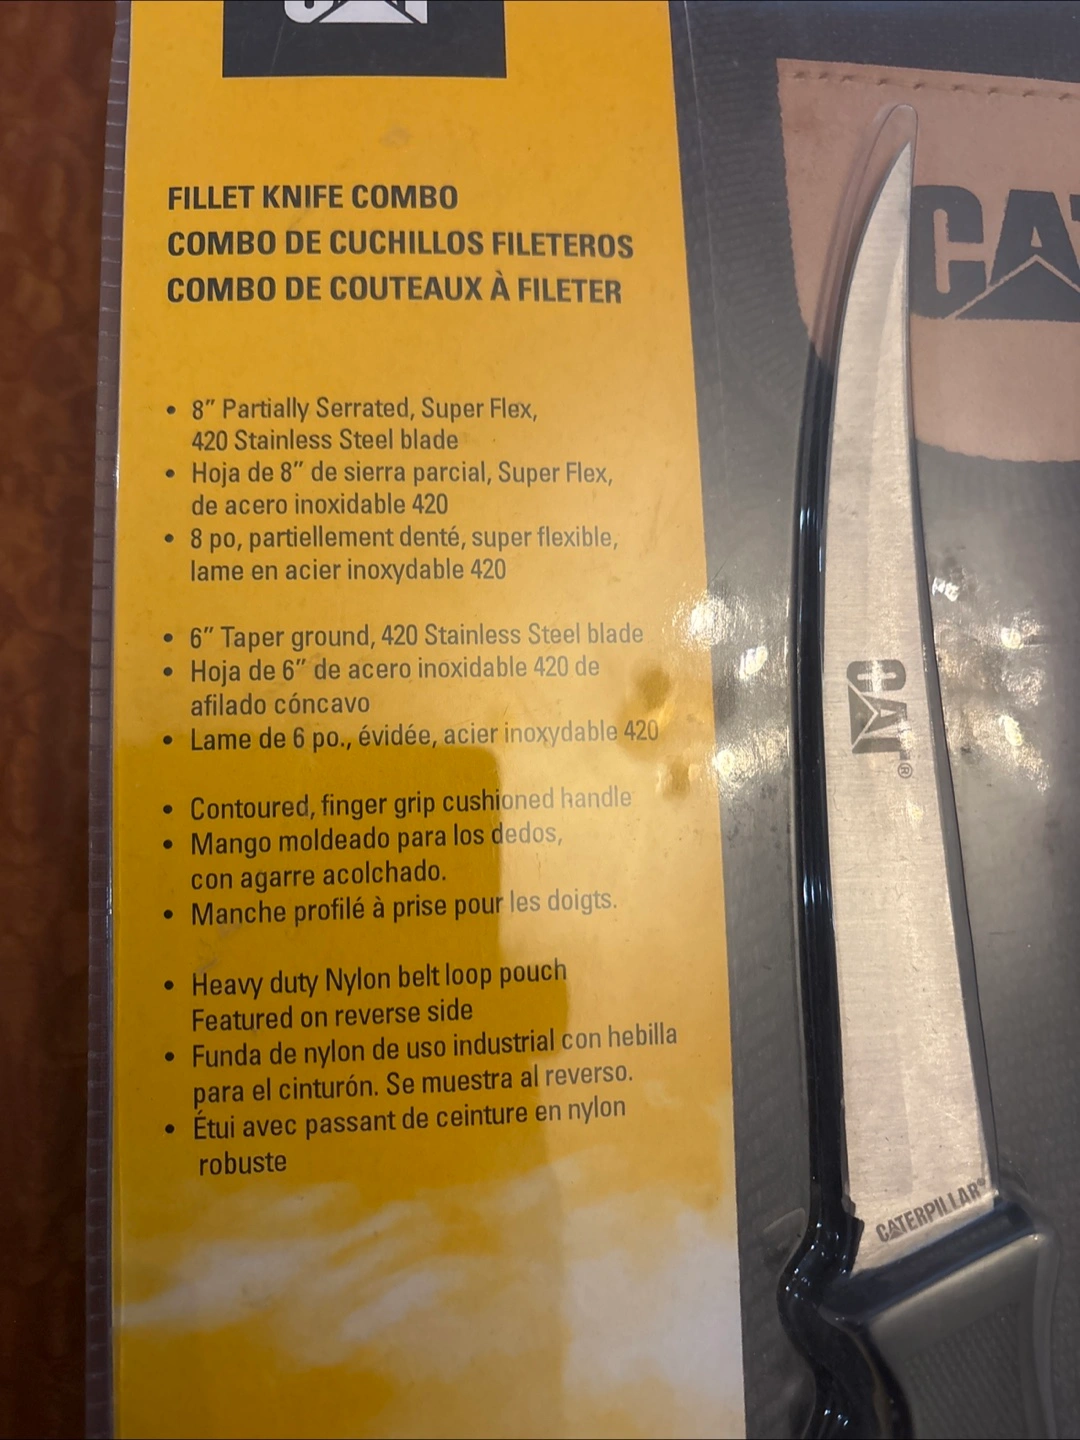 CAT
FILLET KNIFE COMBO
COMBO DE CUCHILLOS FILETEROS
COMBO DE COUTEAUX À FILETER
• 8” Partially Serrated, Super Flex,
420 Stainless Steel blade
• Hoja de 8” de sierra parcial, Super Flex,
de acero inoxidable 420
• 8 po, partiellement denté, super flexible,
lame en acier inoxydable 420
• 6” Taper ground, 420 Stainless Steel blade
• Hoja de 6” de acero inoxidable 420 de
afilado cóncavo
• Lame de 6 po., évidée, acier inoxydable 420
• Contoured, finger grip cushioned handle
• Mango moldeado para los dedos,
con agarre acolchado.
• Manche profilé à prise pour les doigts.
• Heavy duty Nylon belt loop pouch
Featured on reverse side
• Funda de nylon de uso industrial con hebilla
para el cinturón. Se muestra al reverso.
• Étui avec passant de ceinture en nylon
robuste
CAT
CAT®
CATERPILLAR®